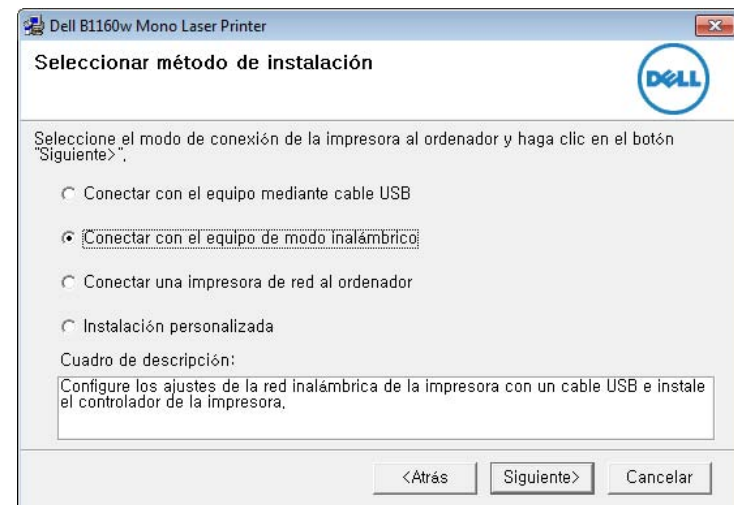 Dell B1160w Mono Laser Printer
Seleccionar método de instalación
DELL
Seleccione el modo de conexión de la impresora al ordenador y haga clic en el botón
"Siguiente>",
Conectar con el equipo mediante cable USB
Conectar con el equipo de modo inalámbrico
Conectar una impresora de red al ordenador
Instalación personalizada
Cuadro de descripción:
Configure los ajustes de la red inalámbrica de la impresora con un cable USB e instale
el controlador de la impresora,
<Atrás Siguiente> Cancelar